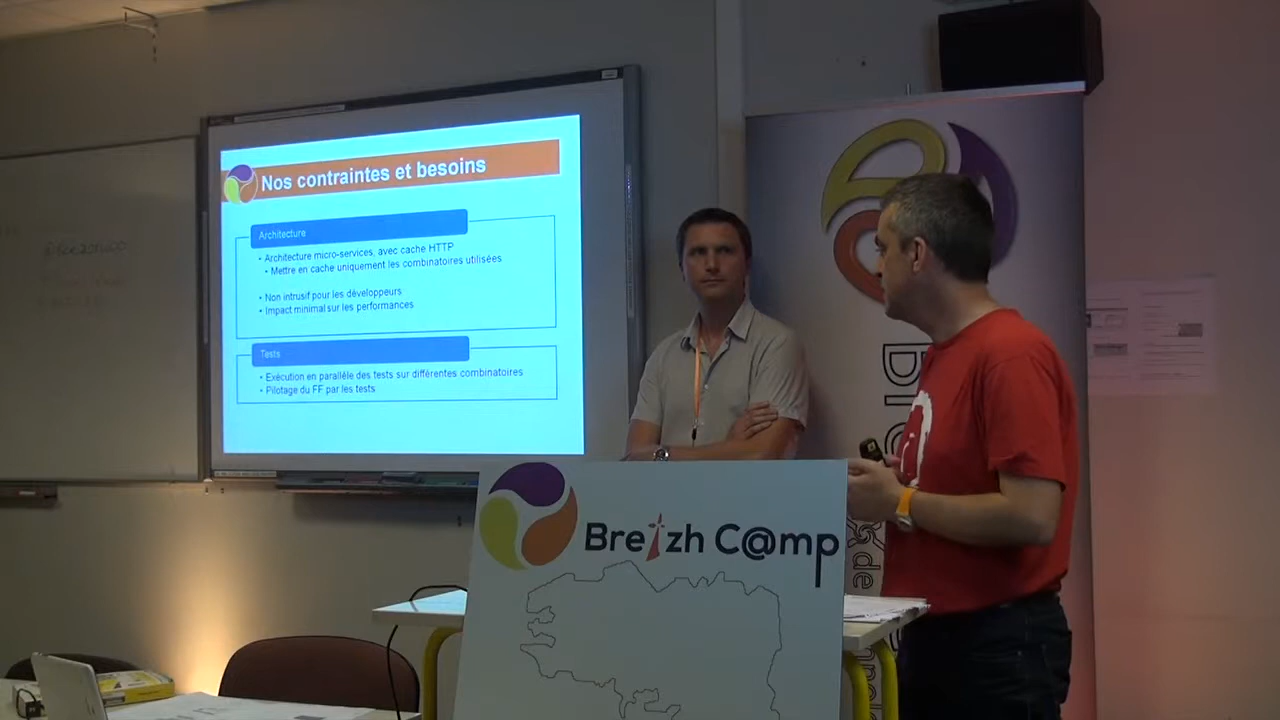 Nos contraintes et besoins
Architecture
• Architecture micro-services, avec cache HTTP
• Mettre en cache uniquement les combinatoires utilisées
• Non intrusif pour les développeurs
• Impact minimal sur les performances
Tests
• Exécution en parallèle des tests sur différentes combinatoires
• Pilotage du FF par les tests
Breizh C@mp
de